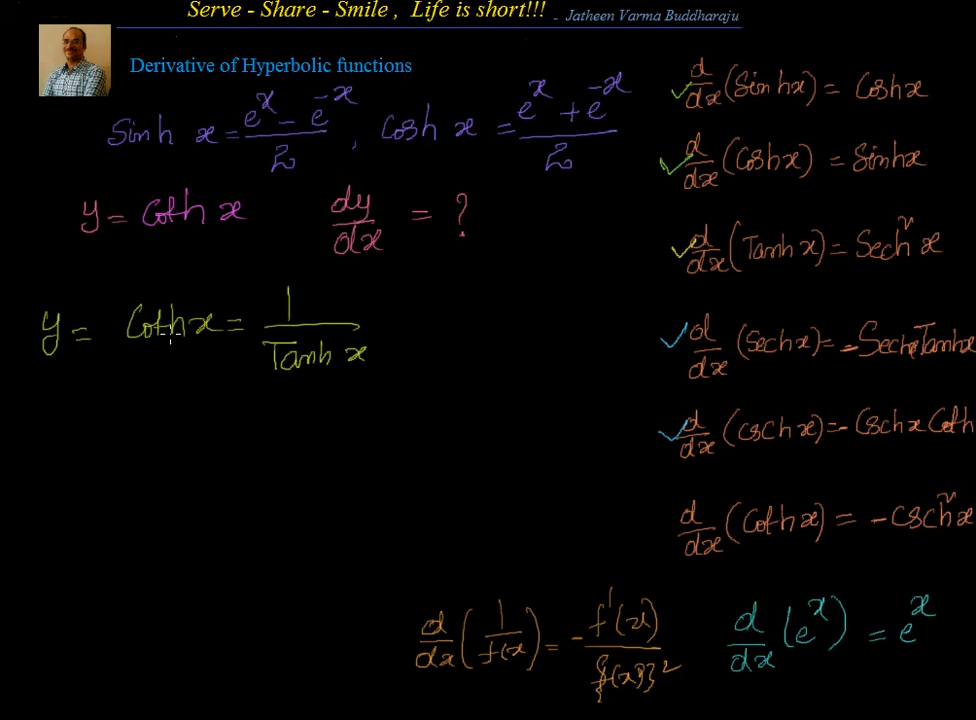 Serve - Share - Smile , Life is short!!! - Jatheen Varma Buddharaju
Derivative of Hyperbolic functions
Sinh x = (e^x - e^-x)/2 , Cosh x = (e^x + e^-x)/2
y = Coth x    dy/dx = ?
y = Coth x = 1/(Tanh x)
✓ d/dx (Sinh x) = Cosh x
✓ d/dx (Cosh x) = Sinh x
✓ d/dx (Tanh x) = Sech² x
✓ d/dx (Sech x) = - Sech x Tanh x
✓ d/dx (Csch x) = - Csch x Coth
d/dx (Coth x) = - Csch² x
d/dx (1/f(x)) = - f'(x)/{f(x)}²    d/dx (e^x) = e^x